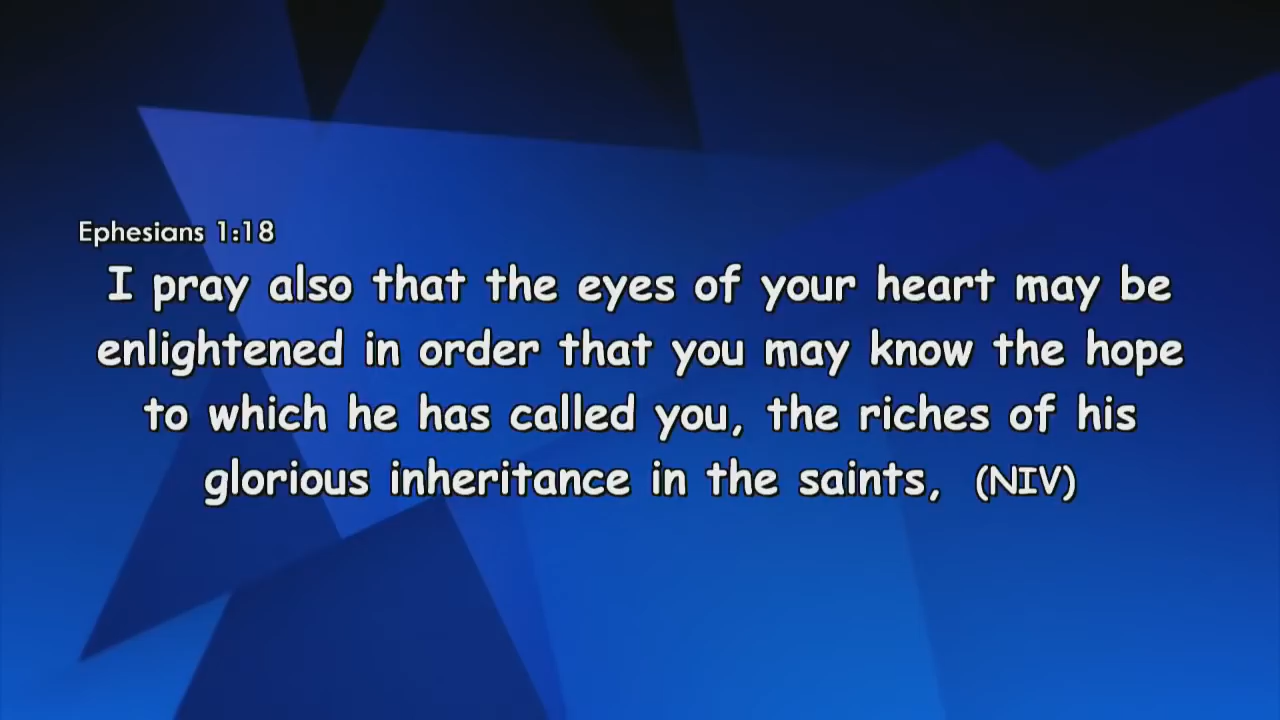 Ephesians 1:18
I pray also that the eyes of your heart may be
enlightened in order that you may know the hope
to which he has called you, the riches of his
glorious inheritance in the saints, (NIV)